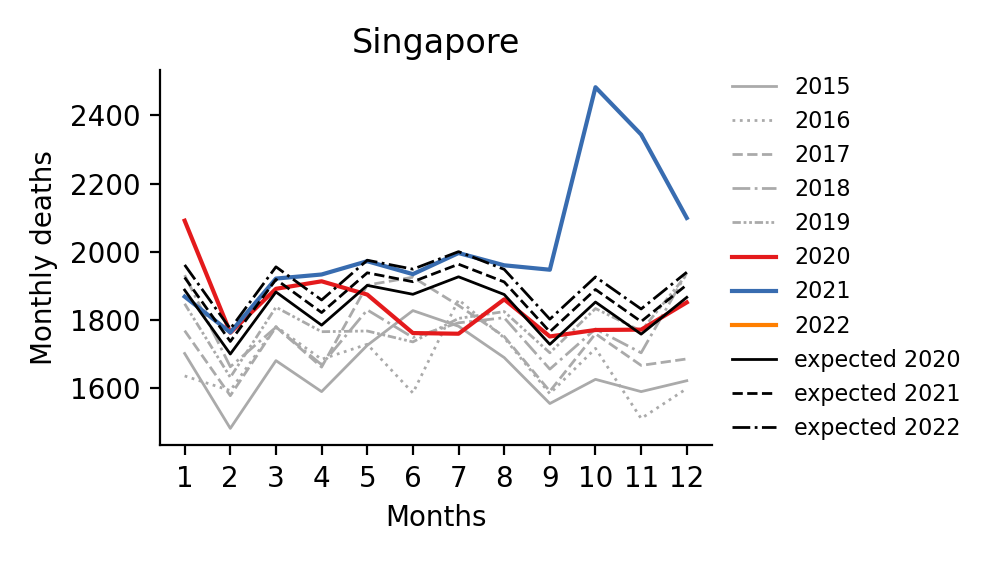 Singapore
Monthly deaths
2400
2200
2000
1800
1600
1 2 3 4 5 6 7 8 9 10 11 12
Months
2015
2016
2017
2018
2019
2020
2021
2022
expected 2020
expected 2021
expected 2022